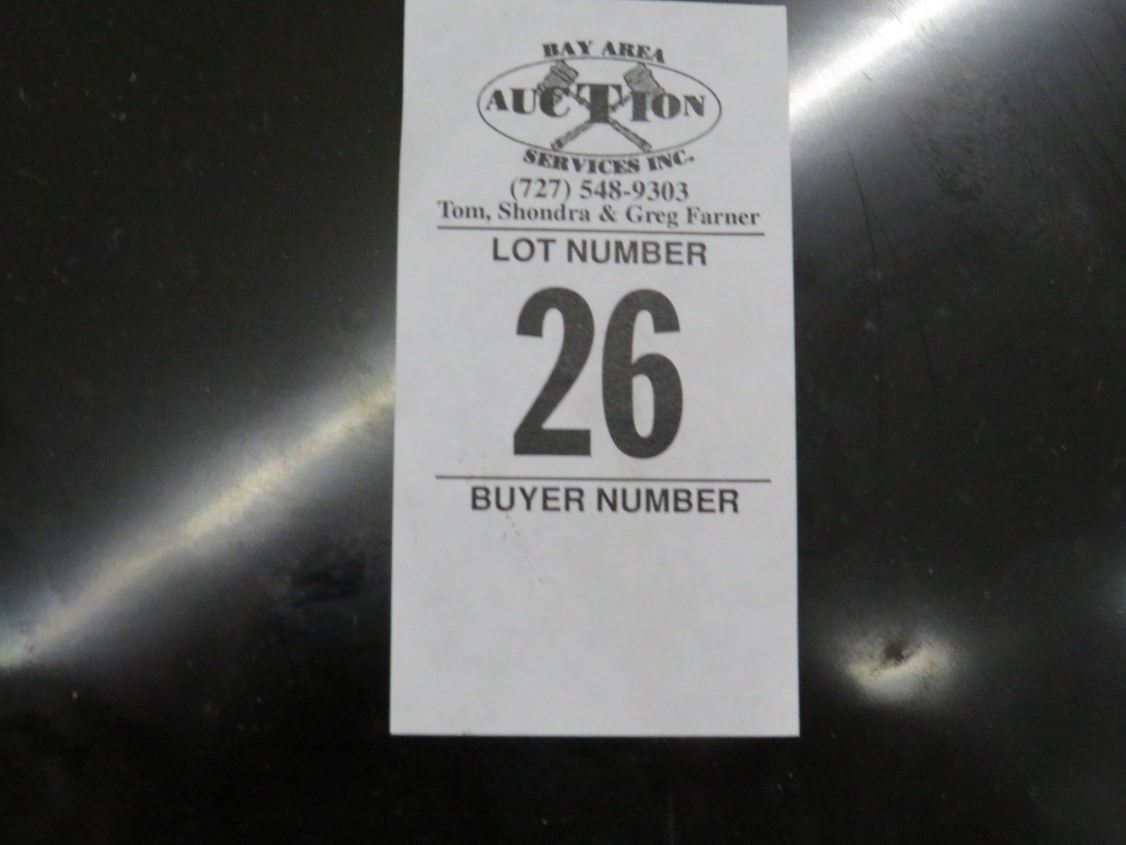 BAY AREA
AUCTION
SERVICES INC.
(727) 548-9303
Tom, Shondra & Greg Farner
LOT NUMBER
26
BUYER NUMBER